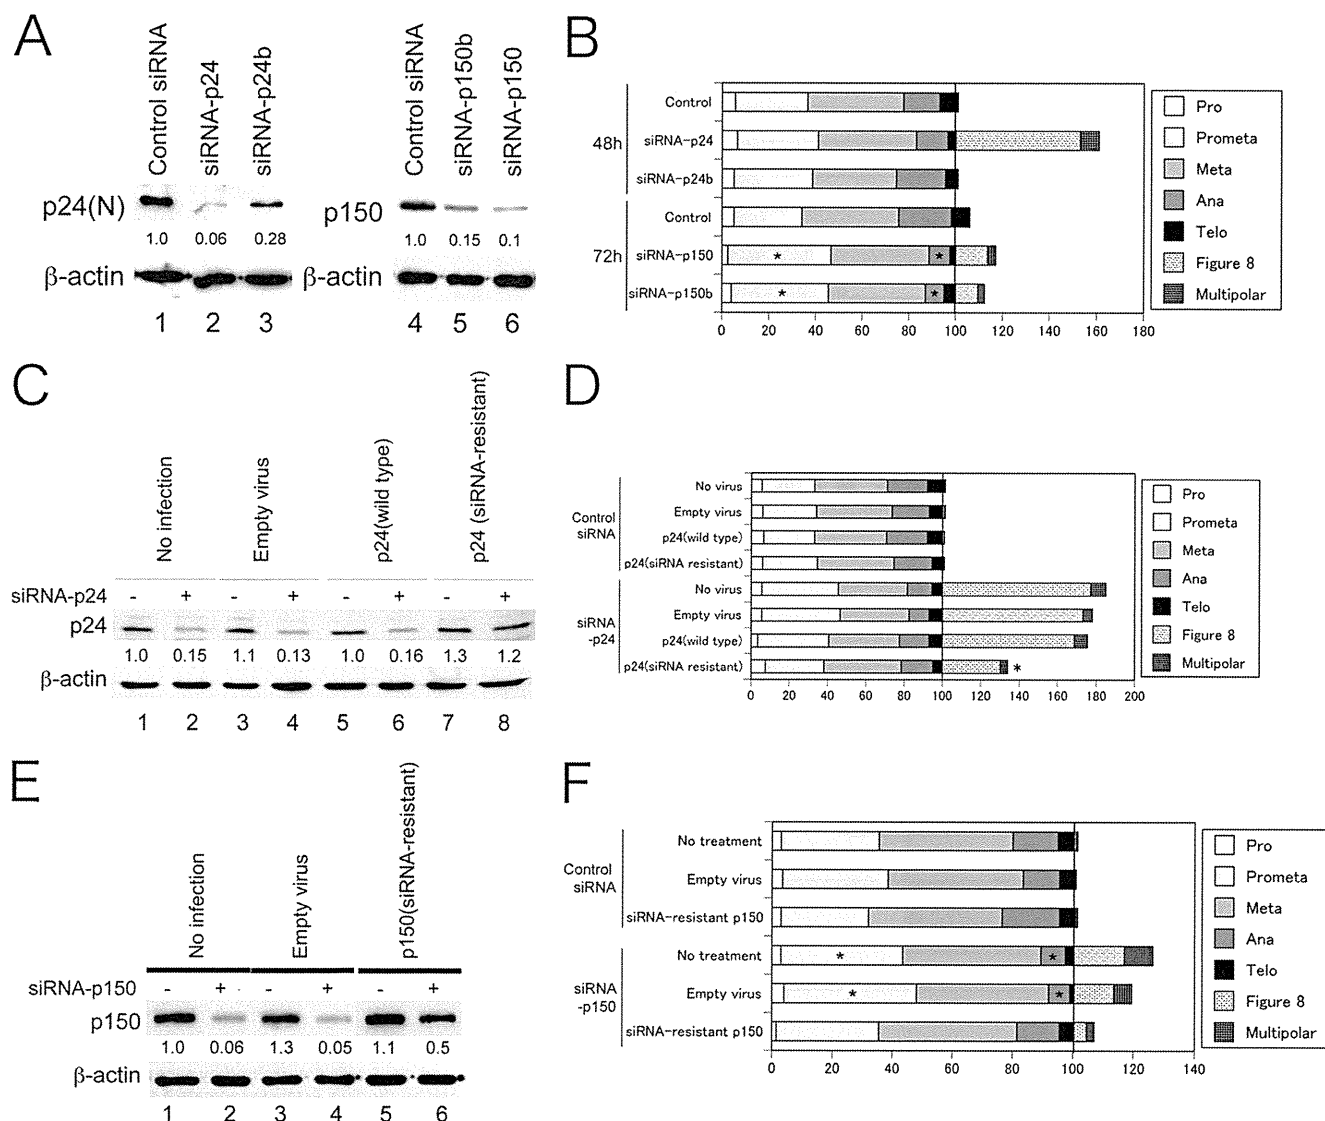 A
Control siRNA
siRNA-p24
siRNA-p24b
Control siRNA
siRNA-p150b
siRNA-p150
p24(N)
1.0 0.06 0.28
β-actin
1 2 3
p150
1.0 0.15 0.1
β-actin
4 5 6
B
48h
Control
siRNA-p24
siRNA-p24b
72h
Control
siRNA-p150 * *
siRNA-p150b * *
0 20 40 60 80 100 120 140 160 180
Pro
Prometa
Meta
Ana
Telo
Figure 8
Multipolar
C
No infection
Empty virus
p24(wild type)
p24 (siRNA-resistant)
siRNA-p24 - + - + - + - +
p24
1.0 0.15 1.1 0.13 1.0 0.16 1.3 1.2
β-actin
1 2 3 4 5 6 7 8
D
Control siRNA
No virus
Empty virus
p24(wild type)
p24(siRNA resistant)
siRNA -p24
No virus
Empty virus
p24(wild type)
p24(siRNA resistant) *
0 20 40 60 80 100 120 140 160 180 200
Pro
Prometa
Meta
Ana
Telo
Figure 8
Multipolar
E
No infection
Empty virus
p150(siRNA-resistant)
siRNA-p150 - + - + - +
p150
1.0 0.06 1.3 0.05 1.1 0.5
β-actin
1 2 3 4 5 6
F
Control siRNA
No treatment
Empty virus
siRNA-resistant p150
siRNA -p150
No treatment * *
Empty virus * *
siRNA-resistant p150
0 20 40 60 80 100 120 140
Pro
Prometa
Meta
Ana
Telo
Figure 8
Multipolar